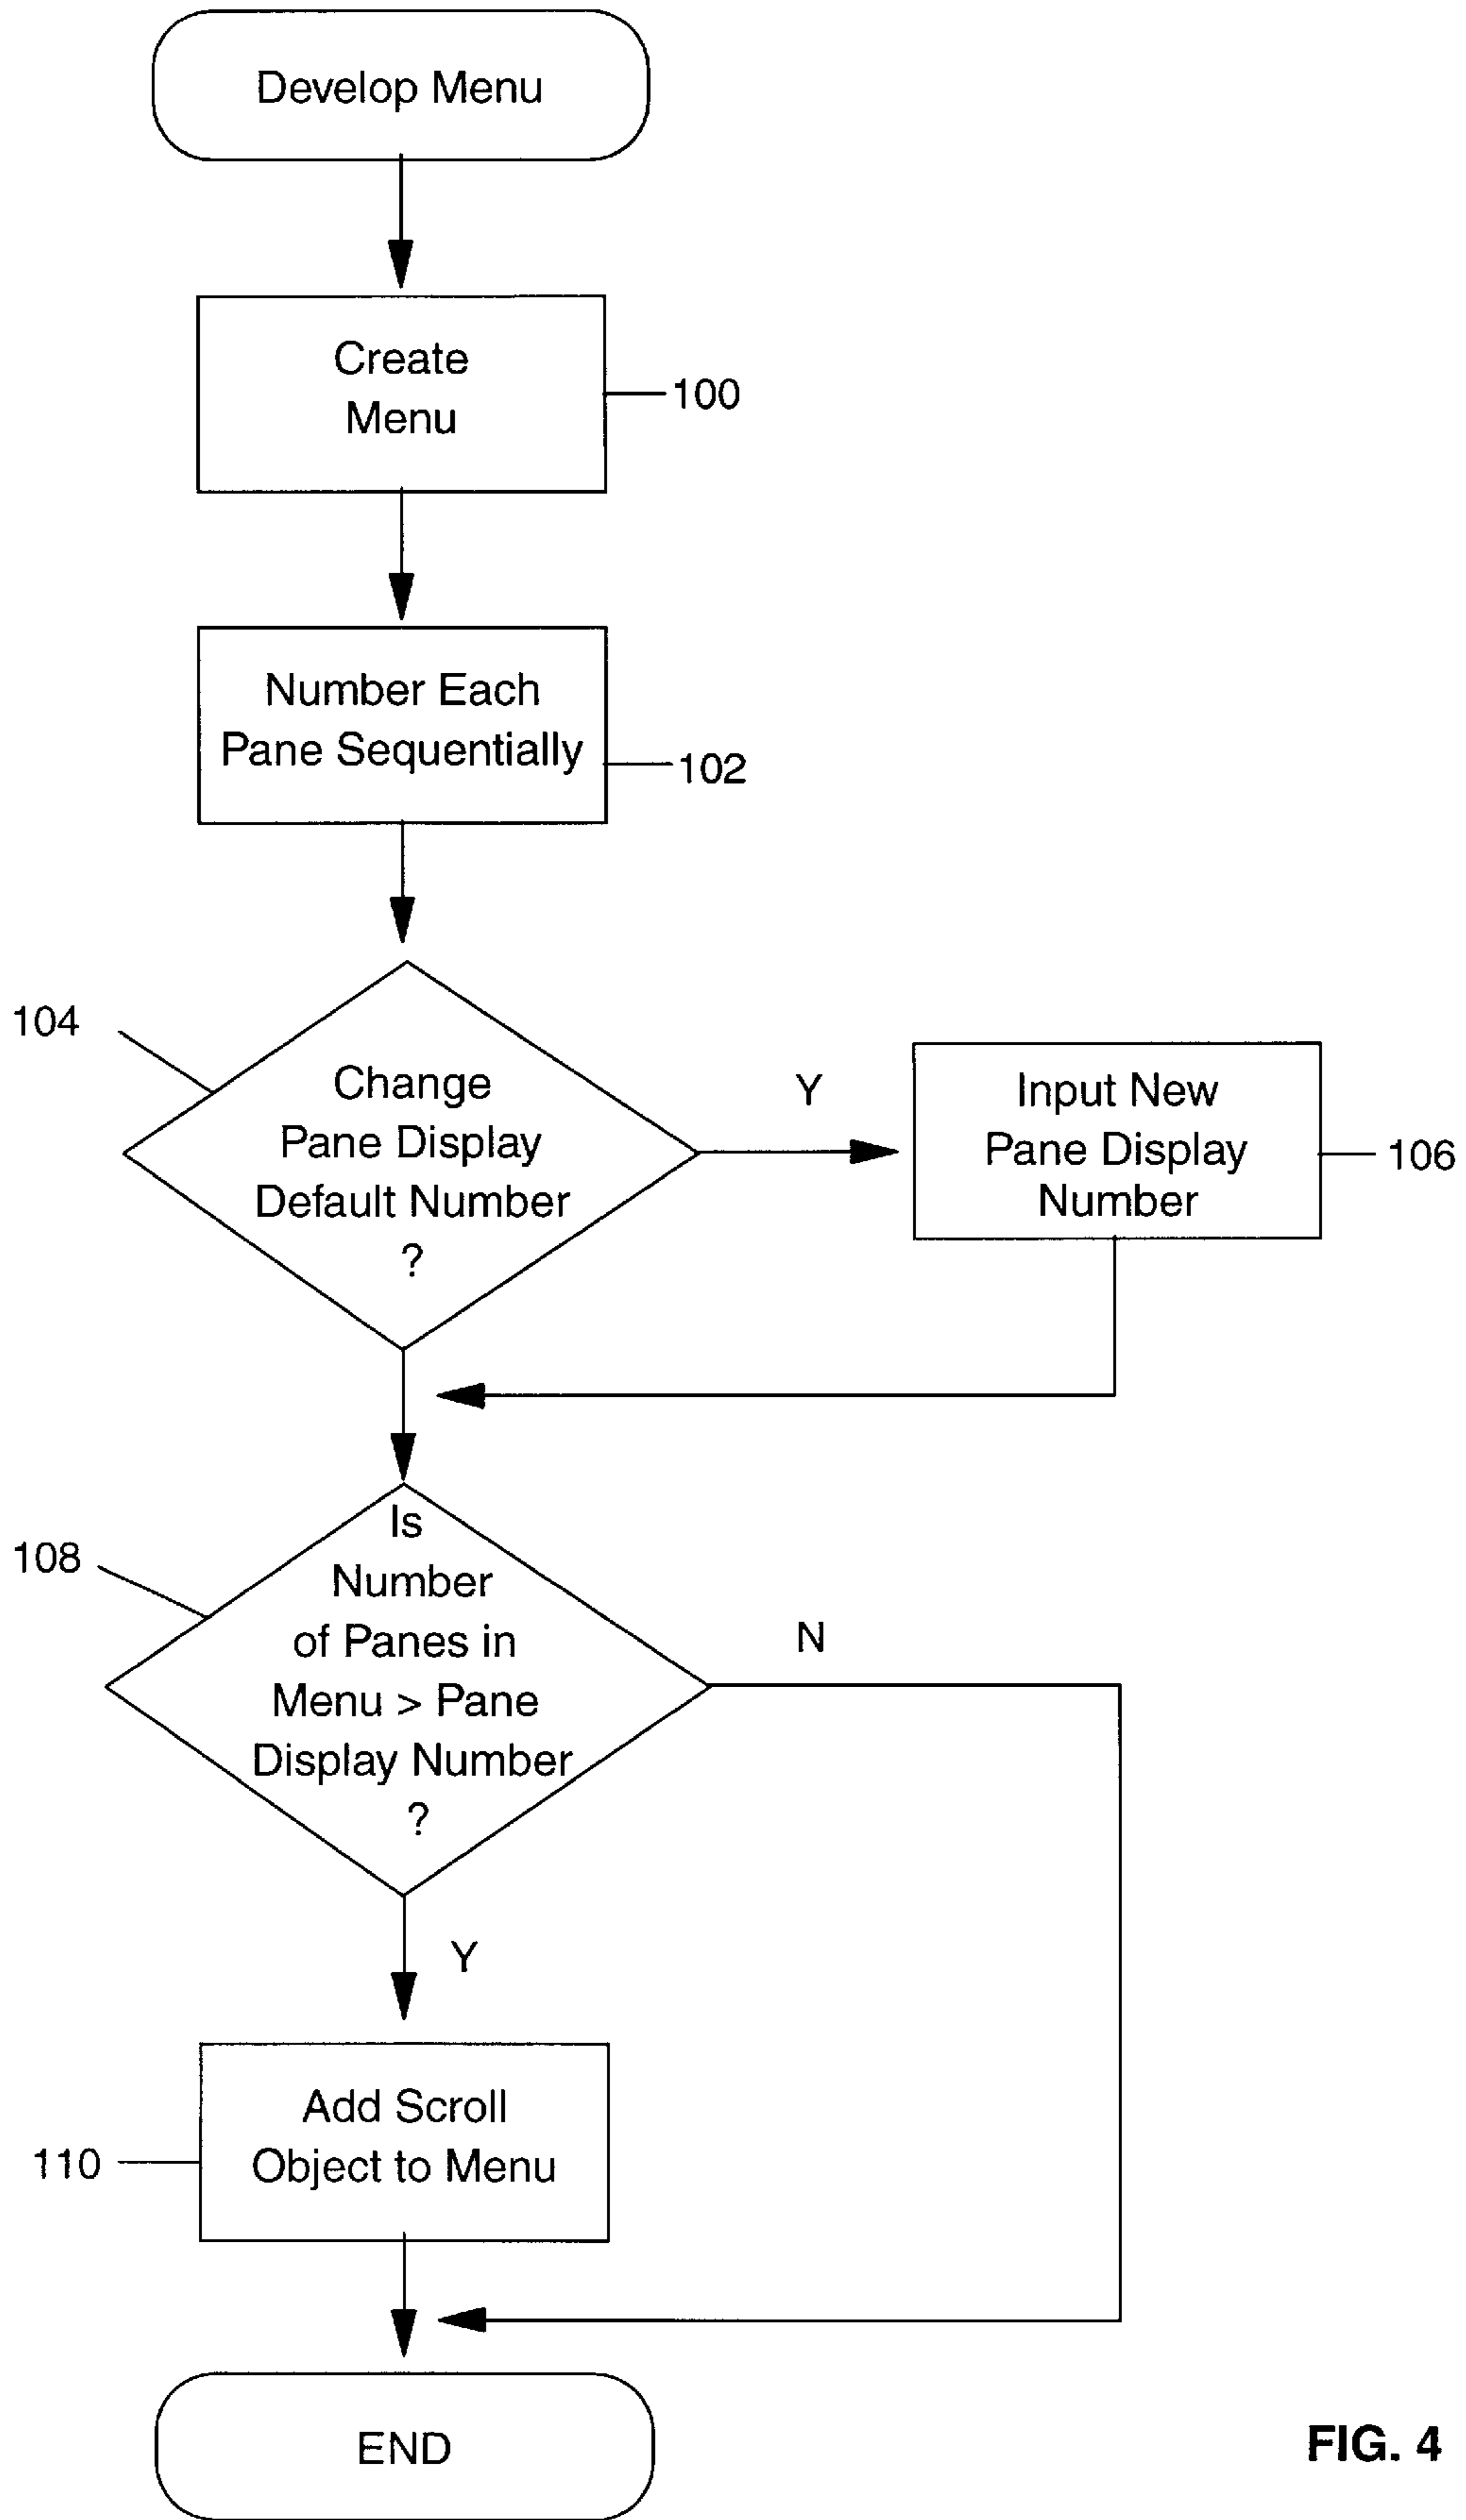 Develop Menu
Create
Menu
100
Number Each
Pane Sequentially
102
104
Change
Pane Display
Default Number
?
Y
Input New
Pane Display
Number
106
108
Is
Number
of Panes in
Menu > Pane
Display Number
?
N
Y
Add Scroll
Object to Menu
110
END
FIG. 4